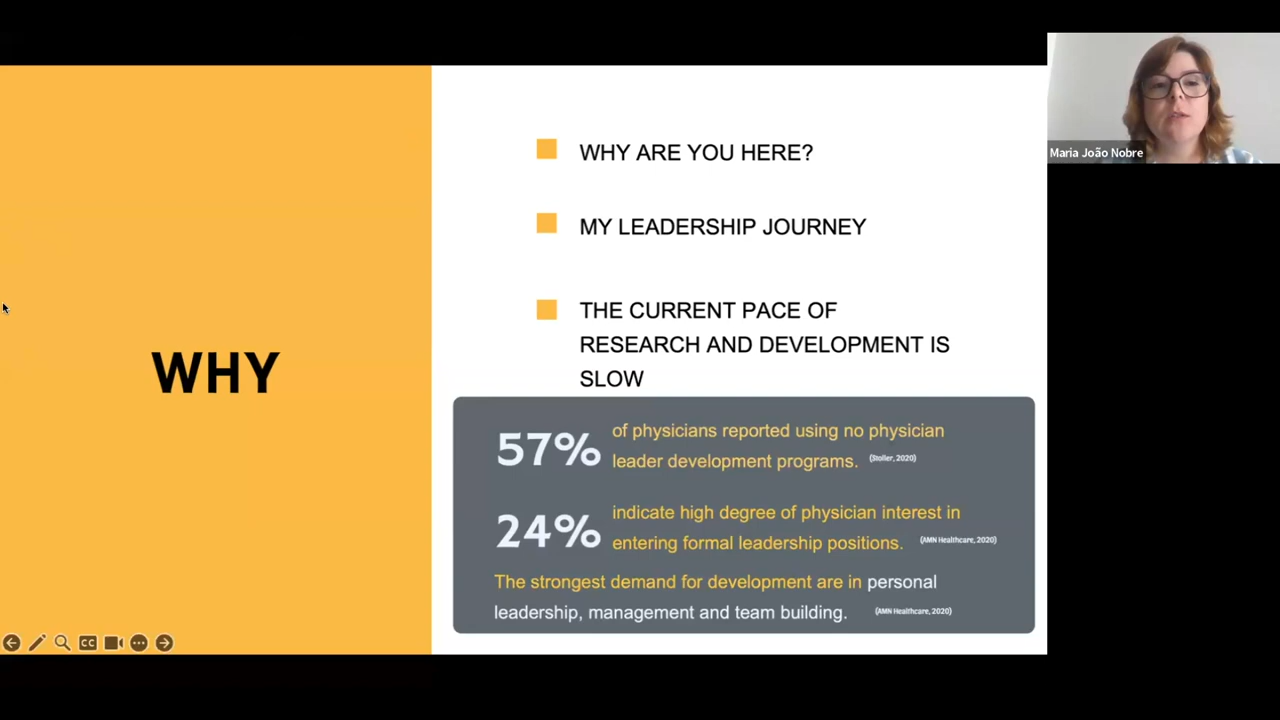 WHY
WHY ARE YOU HERE?
MY LEADERSHIP JOURNEY
THE CURRENT PACE OF
RESEARCH AND DEVELOPMENT IS
SLOW
57% of physicians reported using no physician
leader development programs. (Stoller, 2020)
24% indicate high degree of physician interest in
entering formal leadership positions. (AMN Healthcare, 2020)
The strongest demand for development are in personal
leadership, management and team building. (AMN Healthcare, 2020)
CC
Maria João Nobre